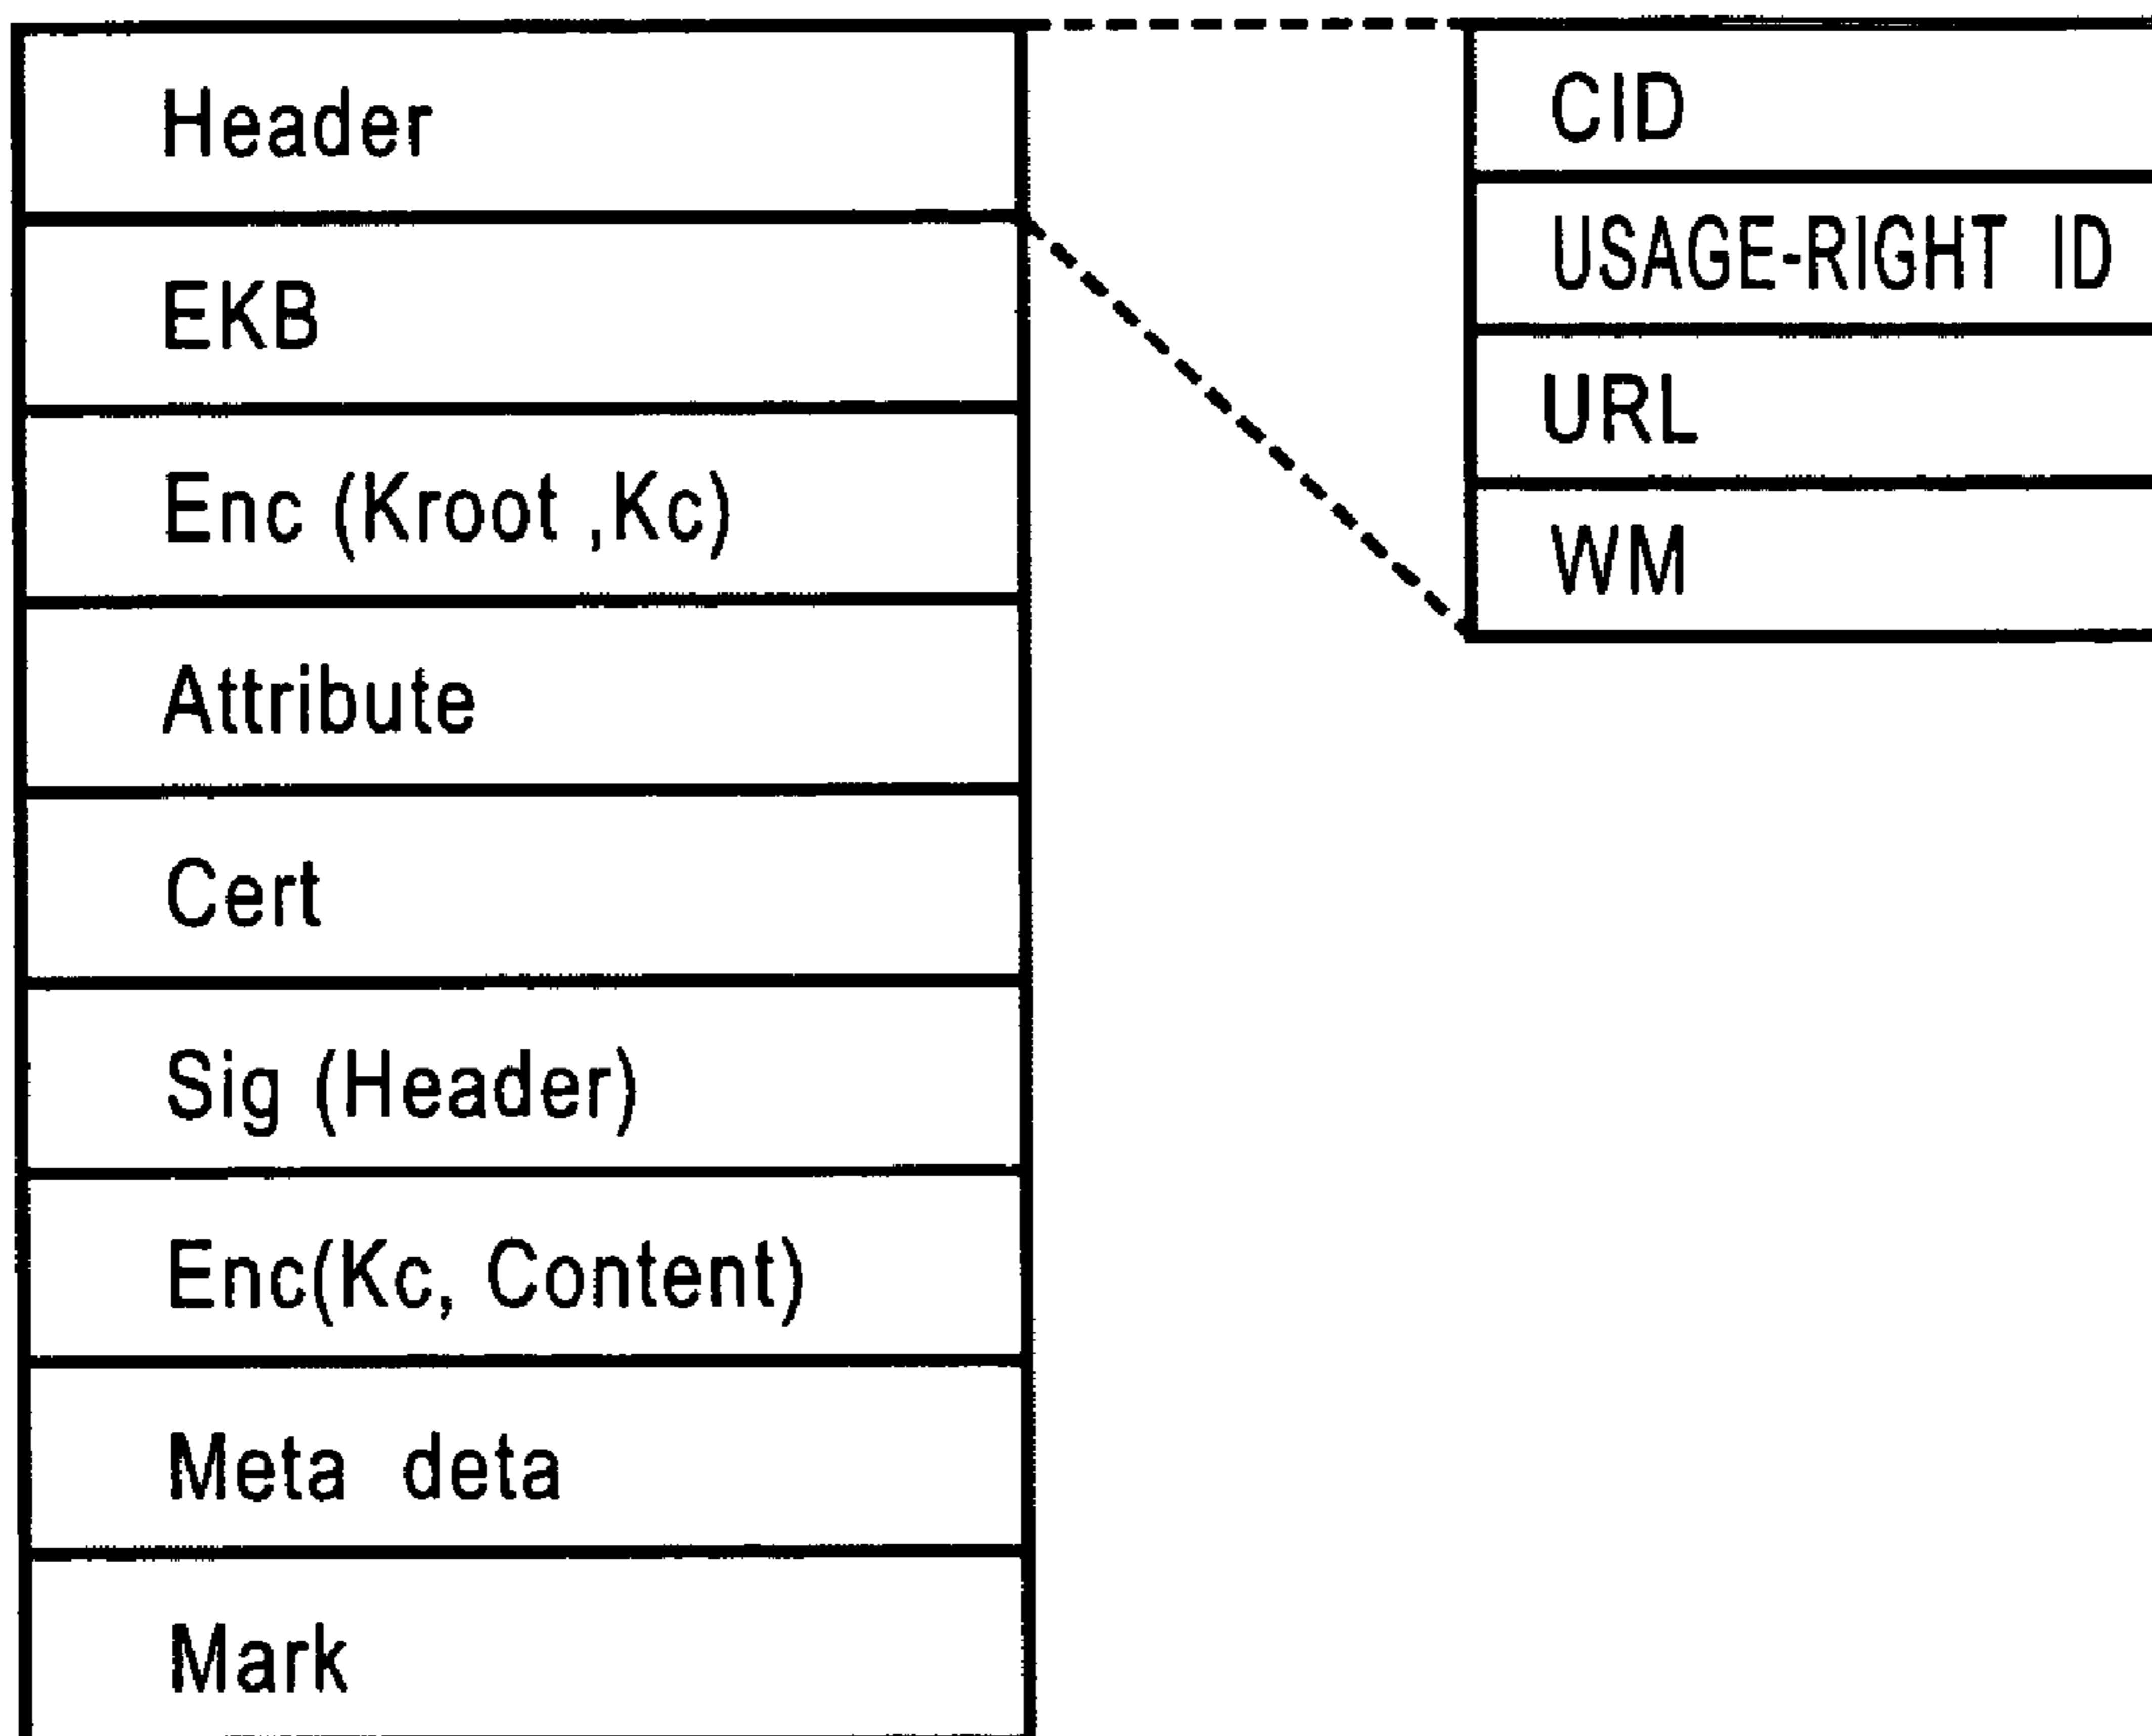 Header
EKB
Enc (Kroot ,Kc)
Attribute
Cert
Sig (Header)
Enc(Kc, Content)
Meta deta
Mark
CID
USAGE-RIGHT ID
URL
WM